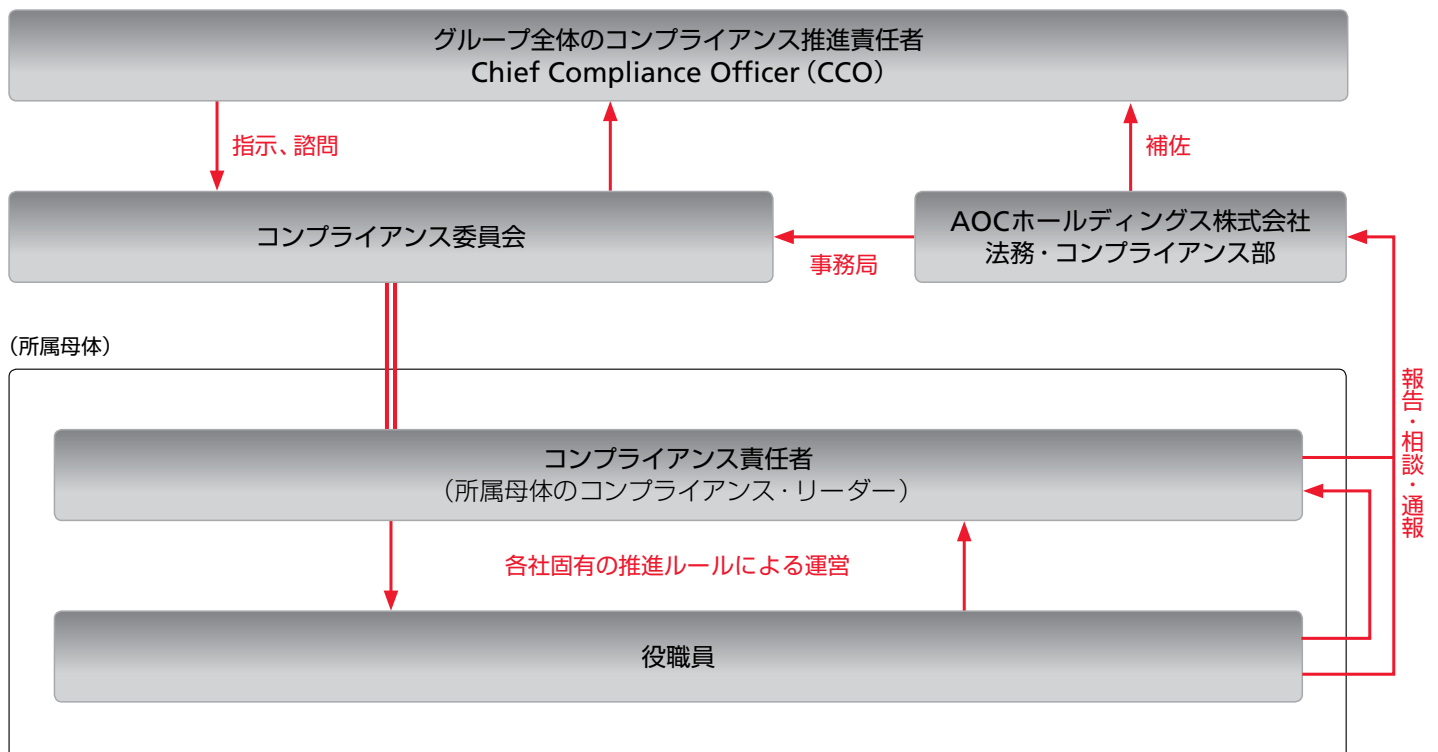 グループ全体のコンプライアンス推進責任者
Chief Compliance Officer（CCO）
指示、諮問
補佐
コンプライアンス委員会
AOCホールディングス株式会社
法務・コンプライアンス部
事務局
（所属母体）
報告・相談・通報
コンプライアンス責任者
（所属母体のコンプライアンス・リーダー）
各社固有の推進ルールによる運営
役職員